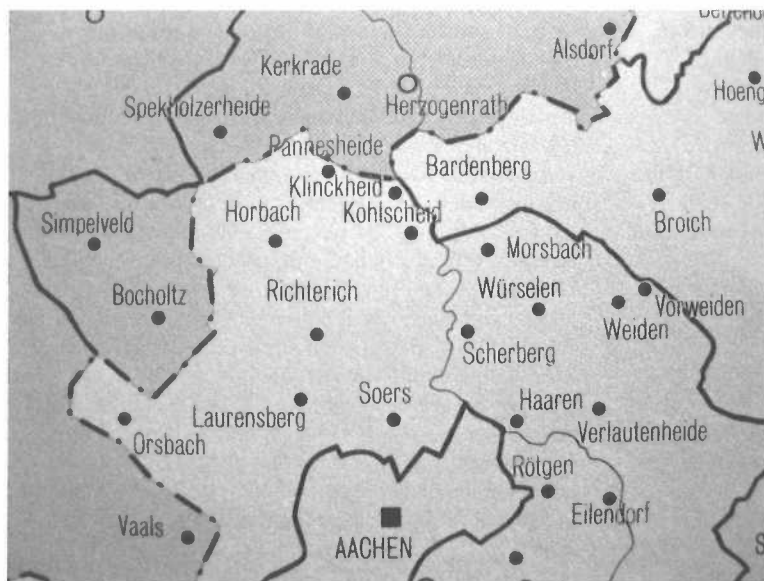 Alsdorf
Kerkrade
Hoeng
Spekholzerheide
Herzogenrath
Pannesheide
Bardenberg
Klinckheid
Kohlscheid
Broich
Simpelveld
Horbach
Morsbach
Bocholtz
Richterich
Würselen
Vorweiden
Weiden
Scherberg
Laurensberg
Soers
Haaren
Verlautenheide
Orsbach
Rötgen
Eilendorf
Vaals
AACHEN